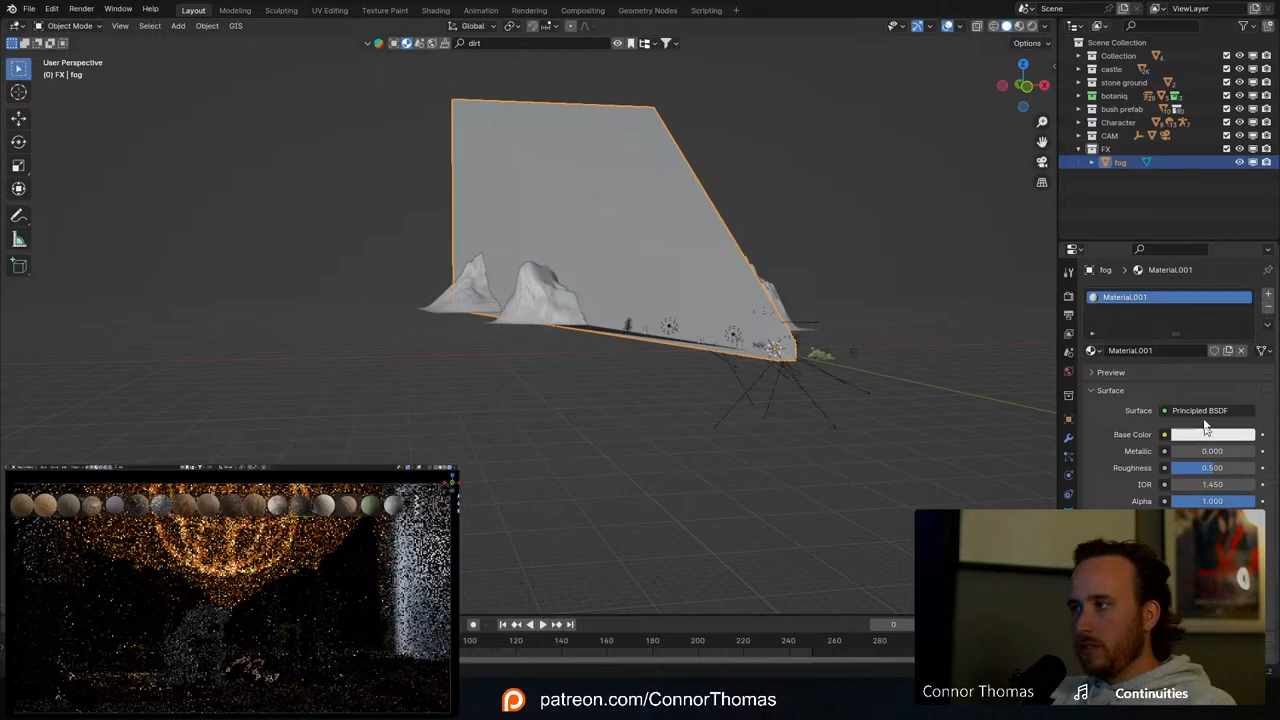 File Edit Render Window Help Layout Modeling Sculpting UV Editing Texture Paint Shading Animation Rendering Compositing Geometry Nodes Scripting + Scene ViewLayer
Object Mode View Select Add Object GIS Global
dirt Options
User Perspective
(0) FX | fog
Z
X
Scene Collection
Collection
castle
stone ground
botaniq
bush prefab
Character
CAM
FX
fog
fog > Material.001
Material.001
Material.001
Preview
Surface
Surface Principled BSDF
Base Color
Metallic 0.000
Roughness 0.500
IOR 1.450
Alpha 1.000
0
100 120 140 160 180 200 220 240 260 280
patreon.com/ConnorThomas
Connor Thomas Continuities